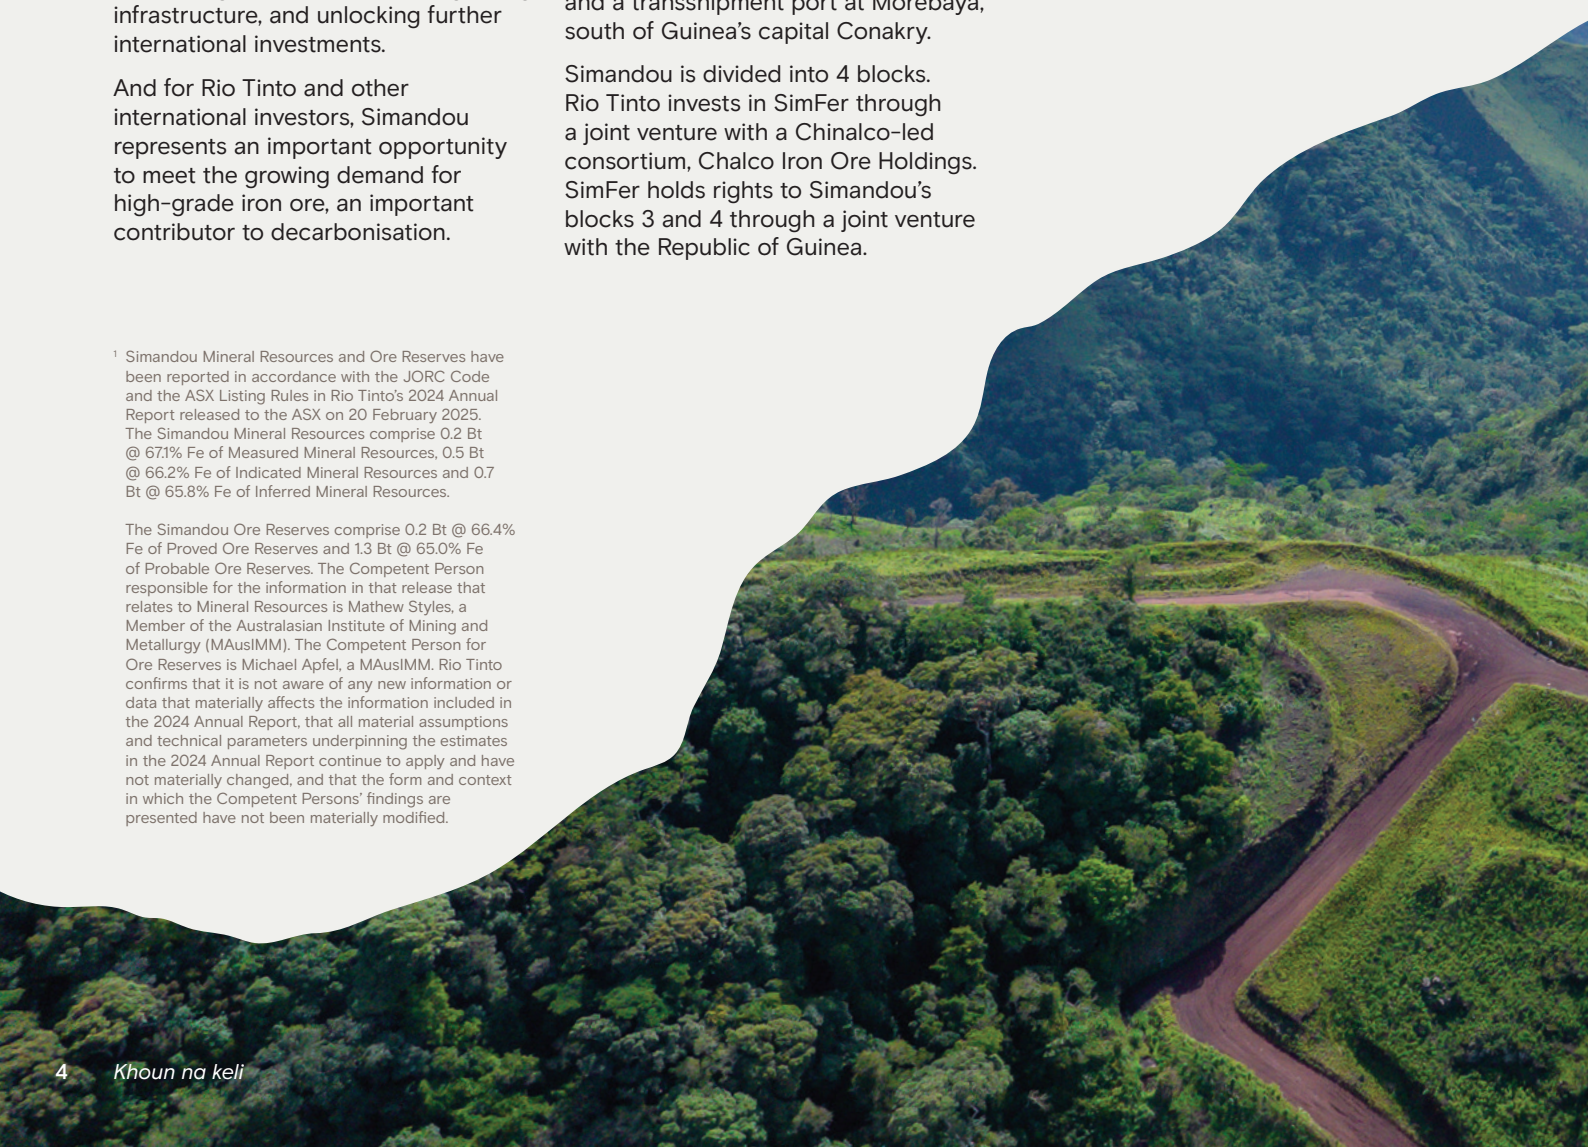 infrastructure, and unlocking further
international investments.
And for Rio Tinto and other
international investors, Simandou
represents an important opportunity
to meet the growing demand for
high-grade iron ore, an important
contributor to decarbonisation.
¹ Simandou Mineral Resources and Ore Reserves have
been reported in accordance with the JORC Code
and the ASX Listing Rules in Rio Tinto’s 2024 Annual
Report released to the ASX on 20 February 2025.
The Simandou Mineral Resources comprise 0.2 Bt
@ 67.1% Fe of Measured Mineral Resources, 0.5 Bt
@ 66.2% Fe of Indicated Mineral Resources and 0.7
Bt @ 65.8% Fe of Inferred Mineral Resources.
The Simandou Ore Reserves comprise 0.2 Bt @ 66.4%
Fe of Proved Ore Reserves and 1.3 Bt @ 65.0% Fe
of Probable Ore Reserves. The Competent Person
responsible for the information in that release that
relates to Mineral Resources is Mathew Styles, a
Member of the Australasian Institute of Mining and
Metallurgy (MAusIMM). The Competent Person for
Ore Reserves is Michael Apfel, a MAusIMM. Rio Tinto
confirms that it is not aware of any new information or
data that materially affects the information included in
the 2024 Annual Report, that all material assumptions
and technical parameters underpinning the estimates
in the 2024 Annual Report continue to apply and have
not materially changed, and that the form and context
in which the Competent Persons’ findings are
presented have not been materially modified.
and a transshipment port at Morebaya,
south of Guinea’s capital Conakry.
Simandou is divided into 4 blocks.
Rio Tinto invests in SimFer through
a joint venture with a Chinalco-led
consortium, Chalco Iron Ore Holdings.
SimFer holds rights to Simandou’s
blocks 3 and 4 through a joint venture
with the Republic of Guinea.
4 Khoun na keli